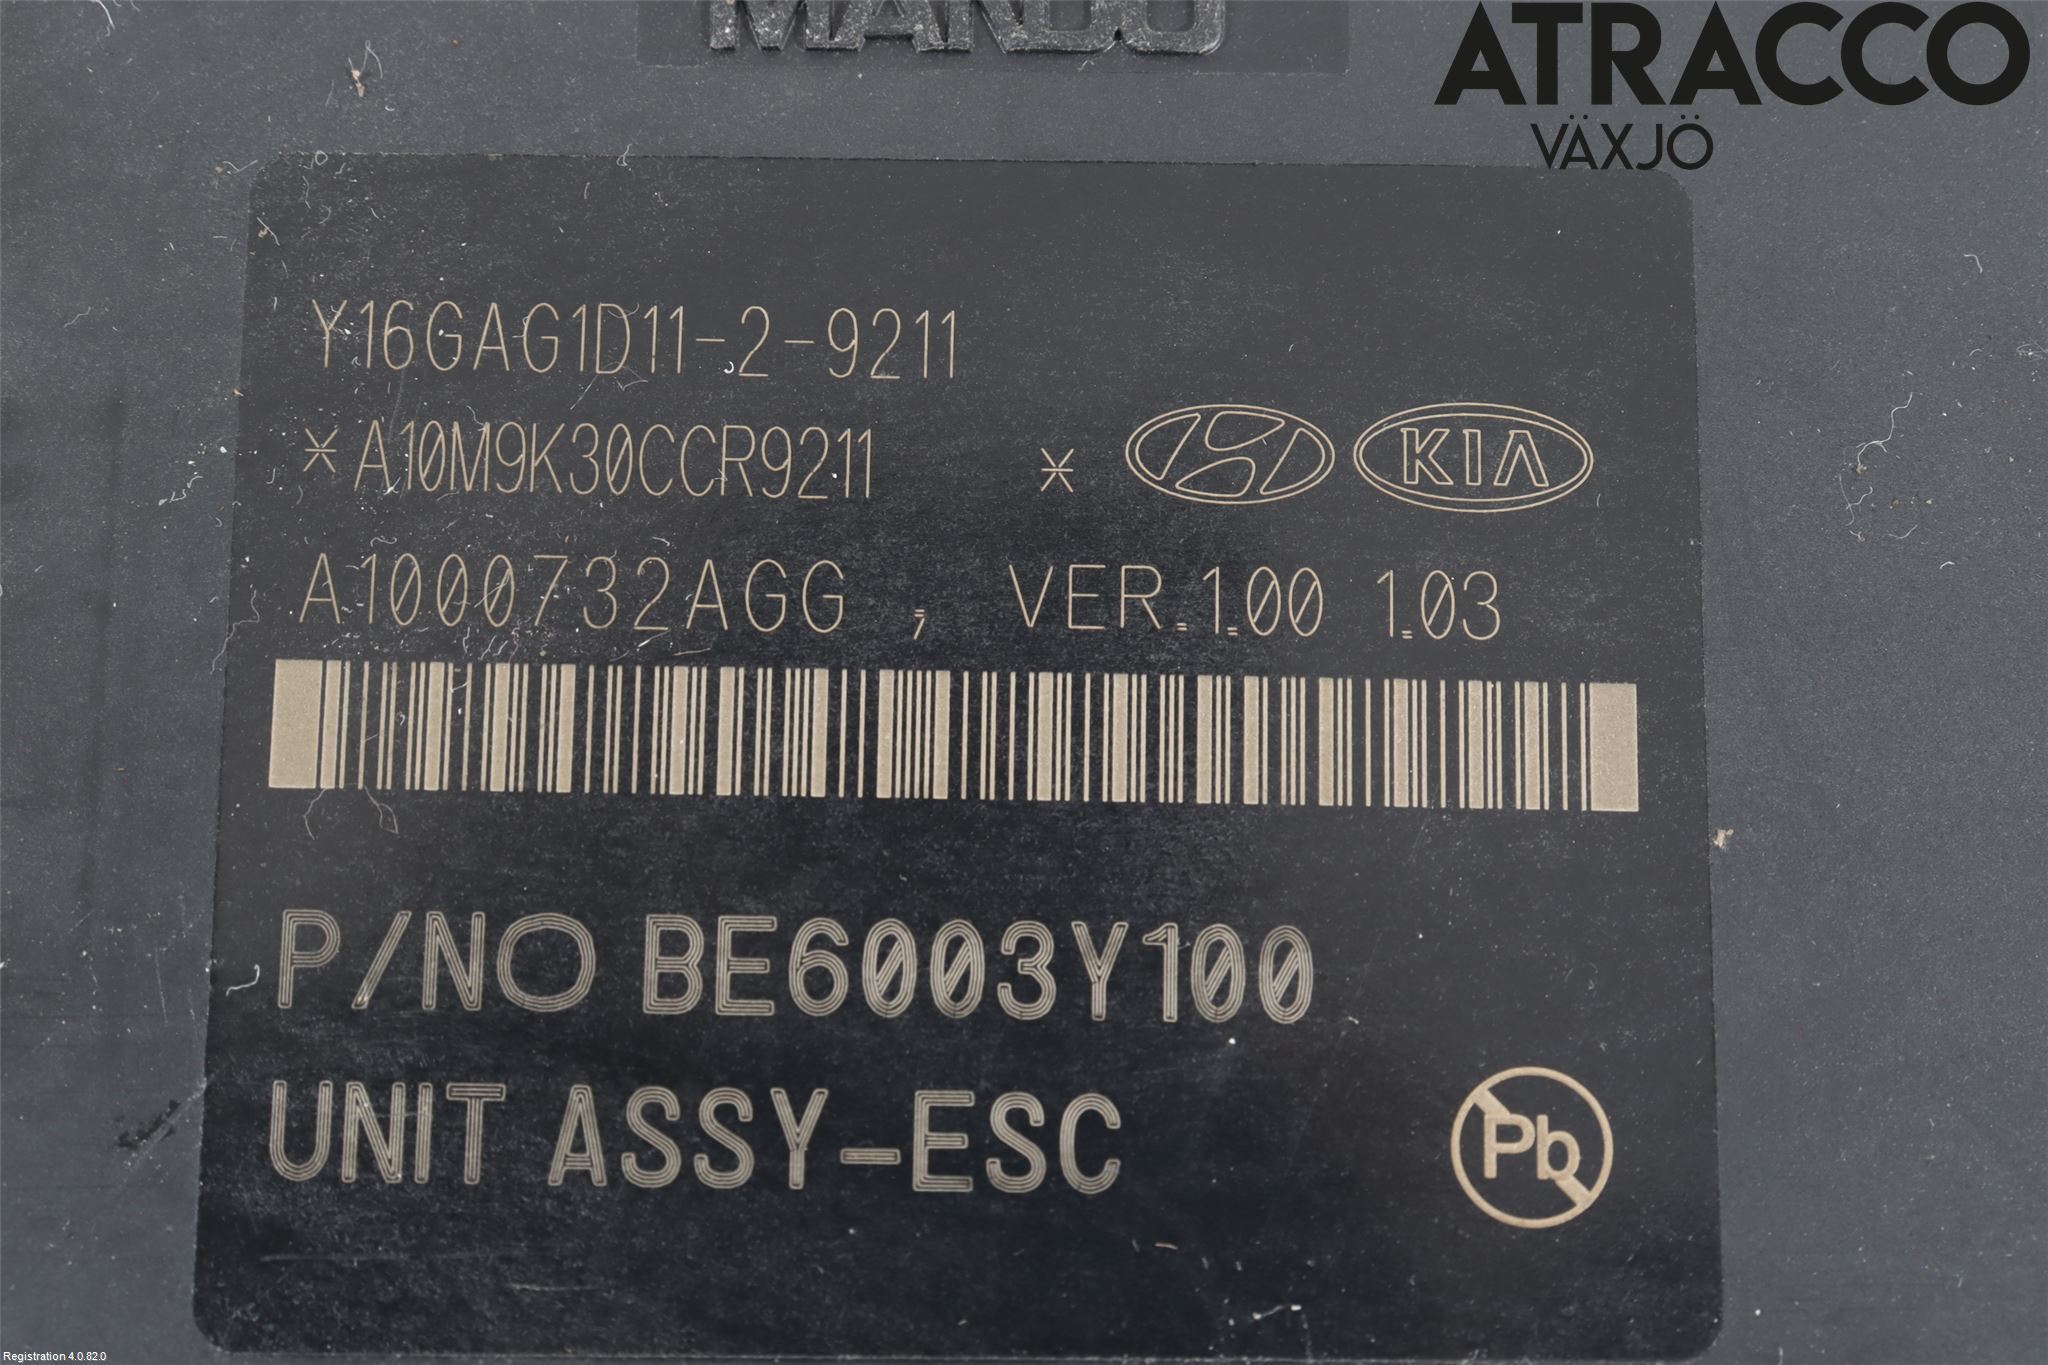 MANDO
ATRACCO
VÄXJÖ
Y16GAG1D11-2-9211
*A10M9K30CCR9211 *
KIA
A1000732AGG , VER.1.00 1.03
P/NO BE6003Y100
UNIT ASSY-ESC
Pb
Registration 4.0.82.0